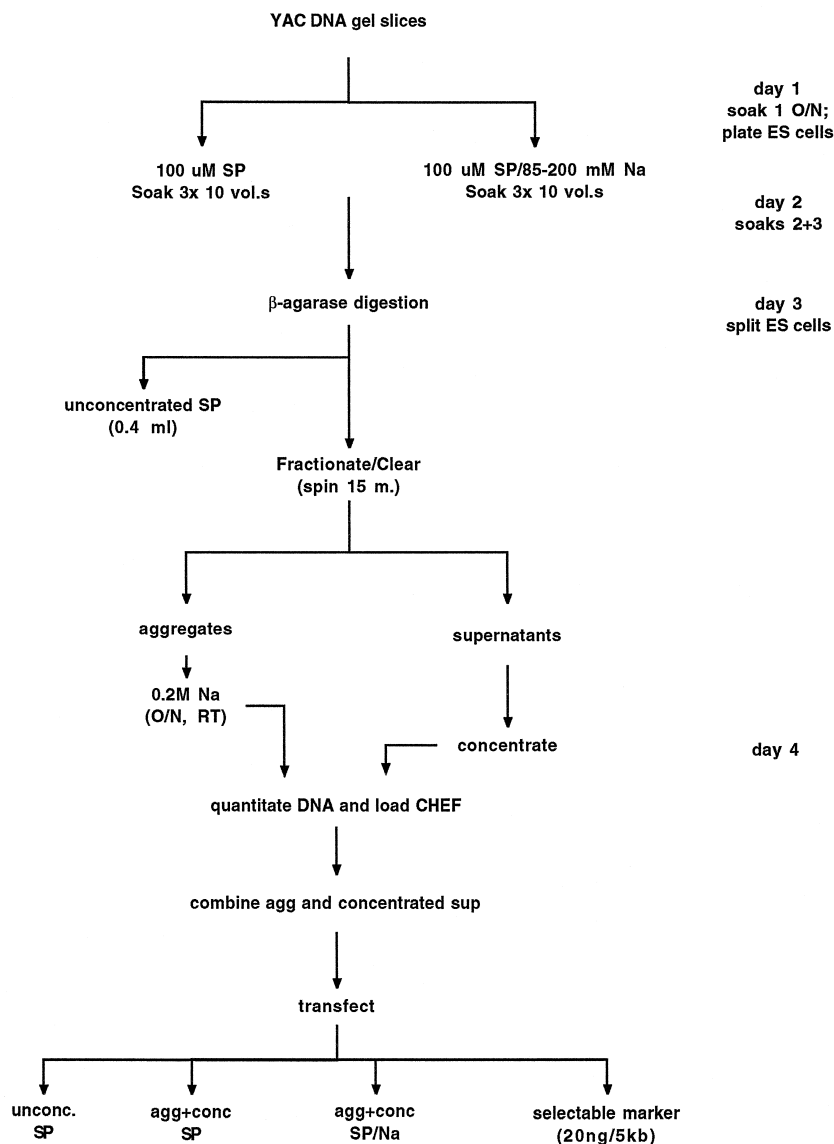 YAC DNA gel slices
day 1
soak 1 O/N;
plate ES cells
100 uM SP
Soak 3x 10 vol.s
100 uM SP/85-200 mM Na
Soak 3x 10 vol.s
day 2
soaks 2+3
β-agarase digestion
day 3
split ES cells
unconcentrated SP
(0.4 ml)
Fractionate/Clear
(spin 15 m.)
aggregates
supernatants
0.2M Na
(O/N, RT)
concentrate
day 4
quantitate DNA and load CHEF
combine agg and concentrated sup
transfect
unconc.
SP
agg+conc
SP
agg+conc
SP/Na
selectable marker
(20ng/5kb)